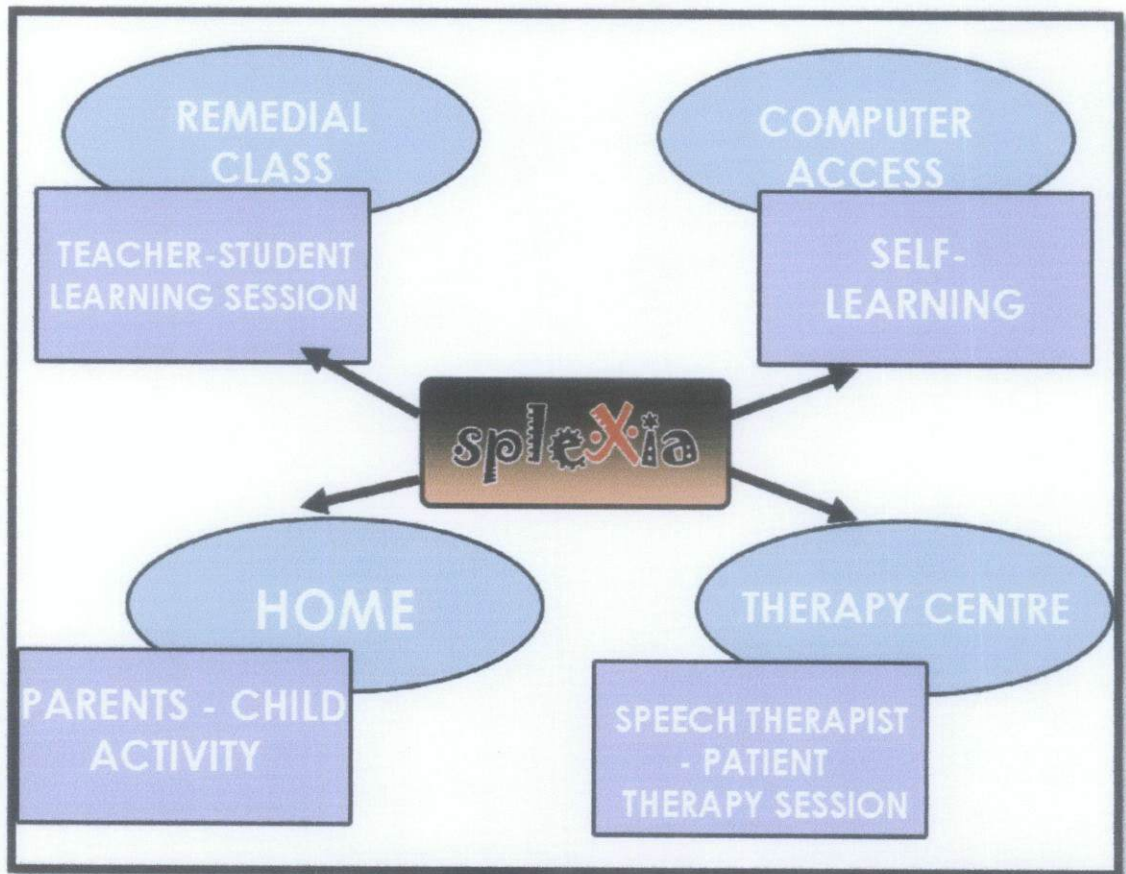 REMEDIAL
CLASS
TEACHER-STUDENT
LEARNING SESSION
COMPUTER
ACCESS
SELF-
LEARNING
spleXia
HOME
PARENTS - CHILD
ACTIVITY
THERAPY CENTRE
SPEECH THERAPIST
- PATIENT
THERAPY SESSION